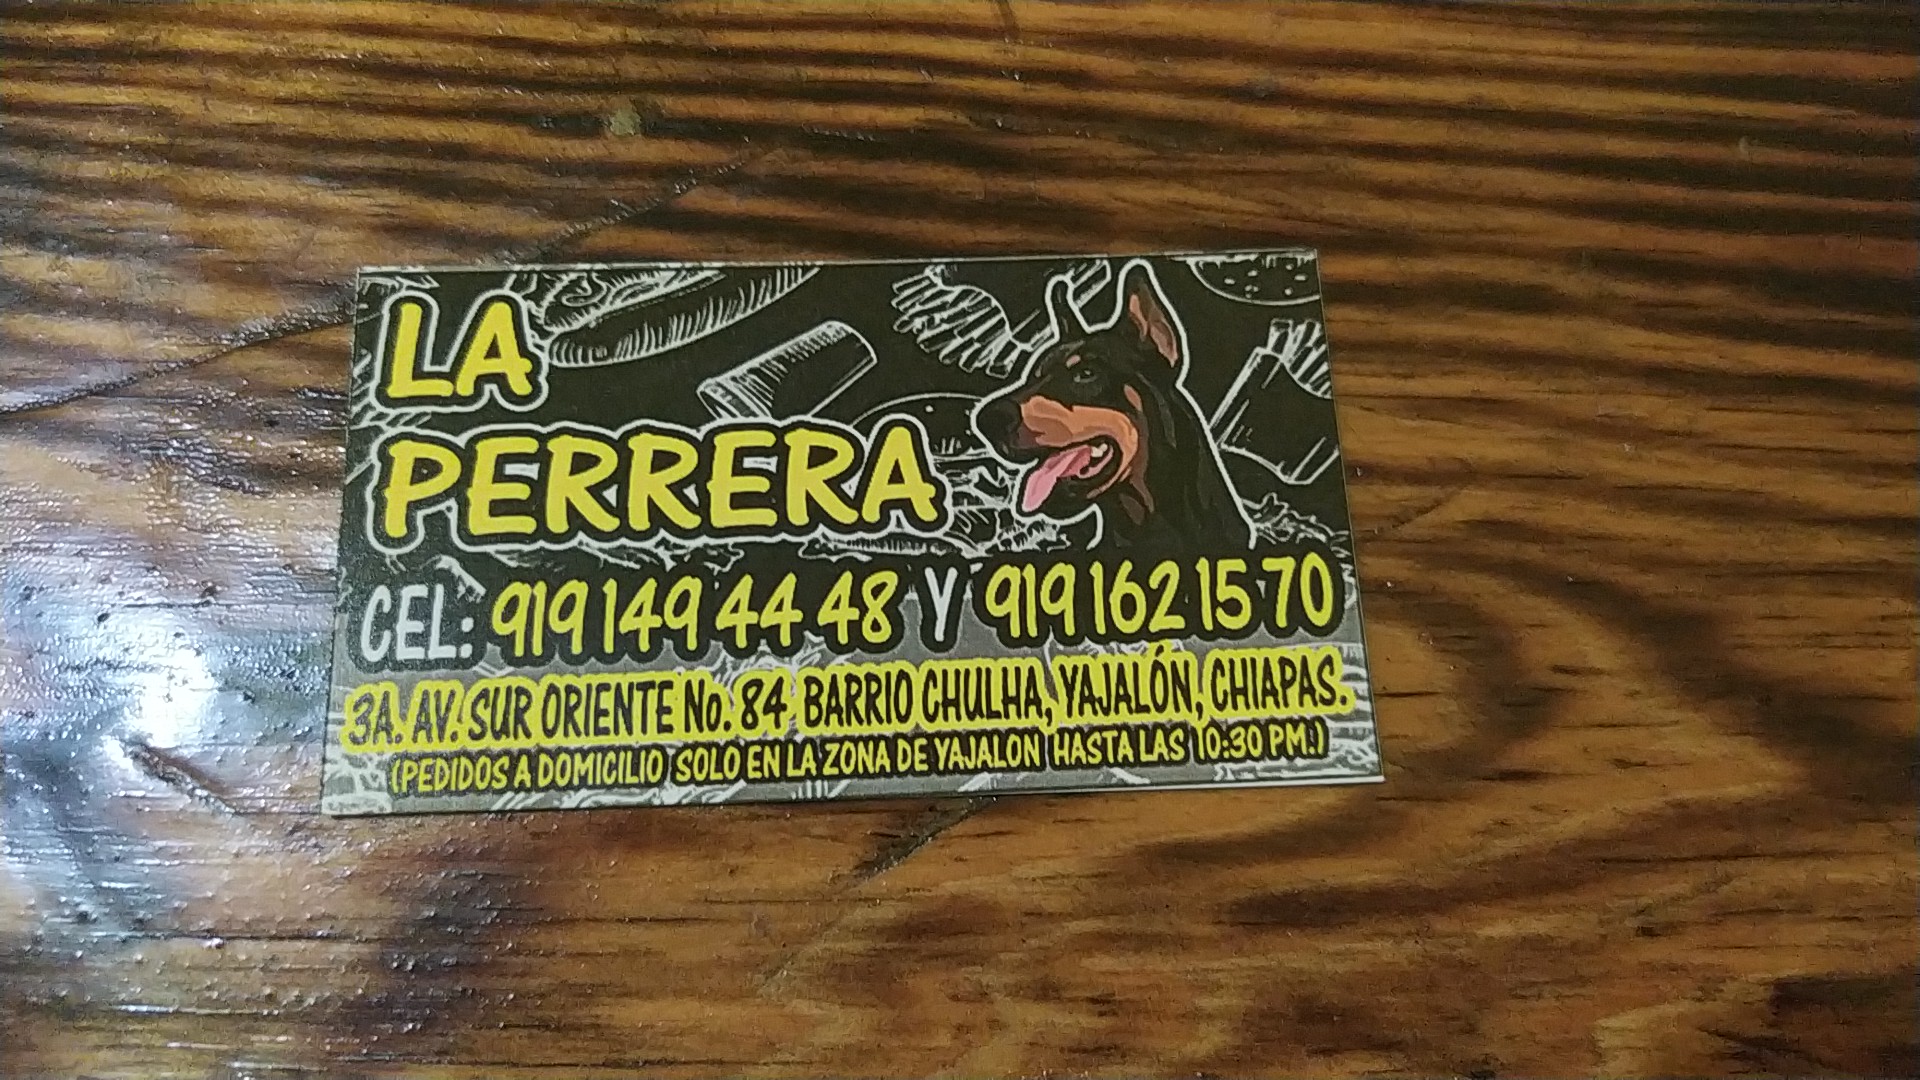 LA
PERRERA
CEL: 919 149 44 48 Y 919 162 15 70
3A. AV. SUR ORIENTE No. 84 BARRIO CHULHA, YAJALÓN, CHIAPAS.
(PEDIDOS A DOMICILIO SOLO EN LA ZONA DE YAJALON HASTA LAS 10:30 PM.)